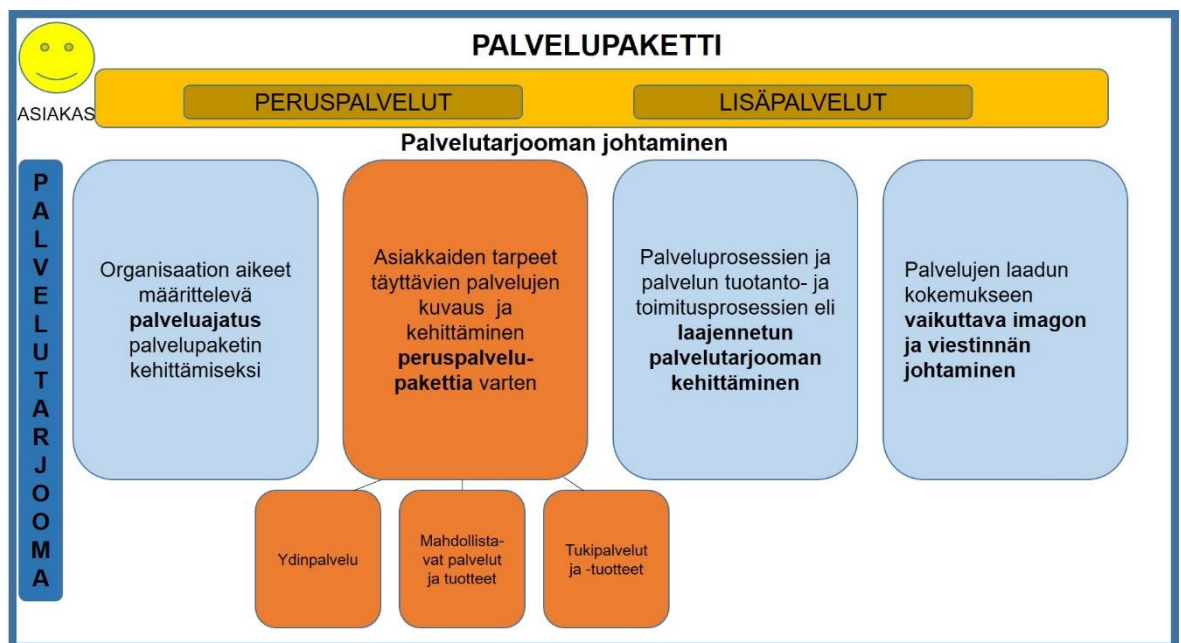 PALVELUPAKETTI
ASIAKAS
PERUSPALVELUT
LISÄPALVELUT
Palvelutarjooman johtaminen
PALVELUTARJOOMA
Organisaation aikeet
määrittelevä
palveluajatus
palvelupaketin
kehittämiseksi
Asiakkaiden tarpeet
täyttävien palvelujen
kuvaus ja
kehittäminen
peruspalvelu-
pakettia varten
Palveluprosessien ja
palvelun tuotanto- ja
toimitusprosessien eli
laajennetun
palvelutarjooman
kehittäminen
Palvelujen laadun
kokemukseen
vaikuttava imagon
ja viestinnän
johtaminen
Ydinpalvelu
Mahdollista-
vat palvelut
ja tuotteet
Tukipalvelut
ja -tuotteet